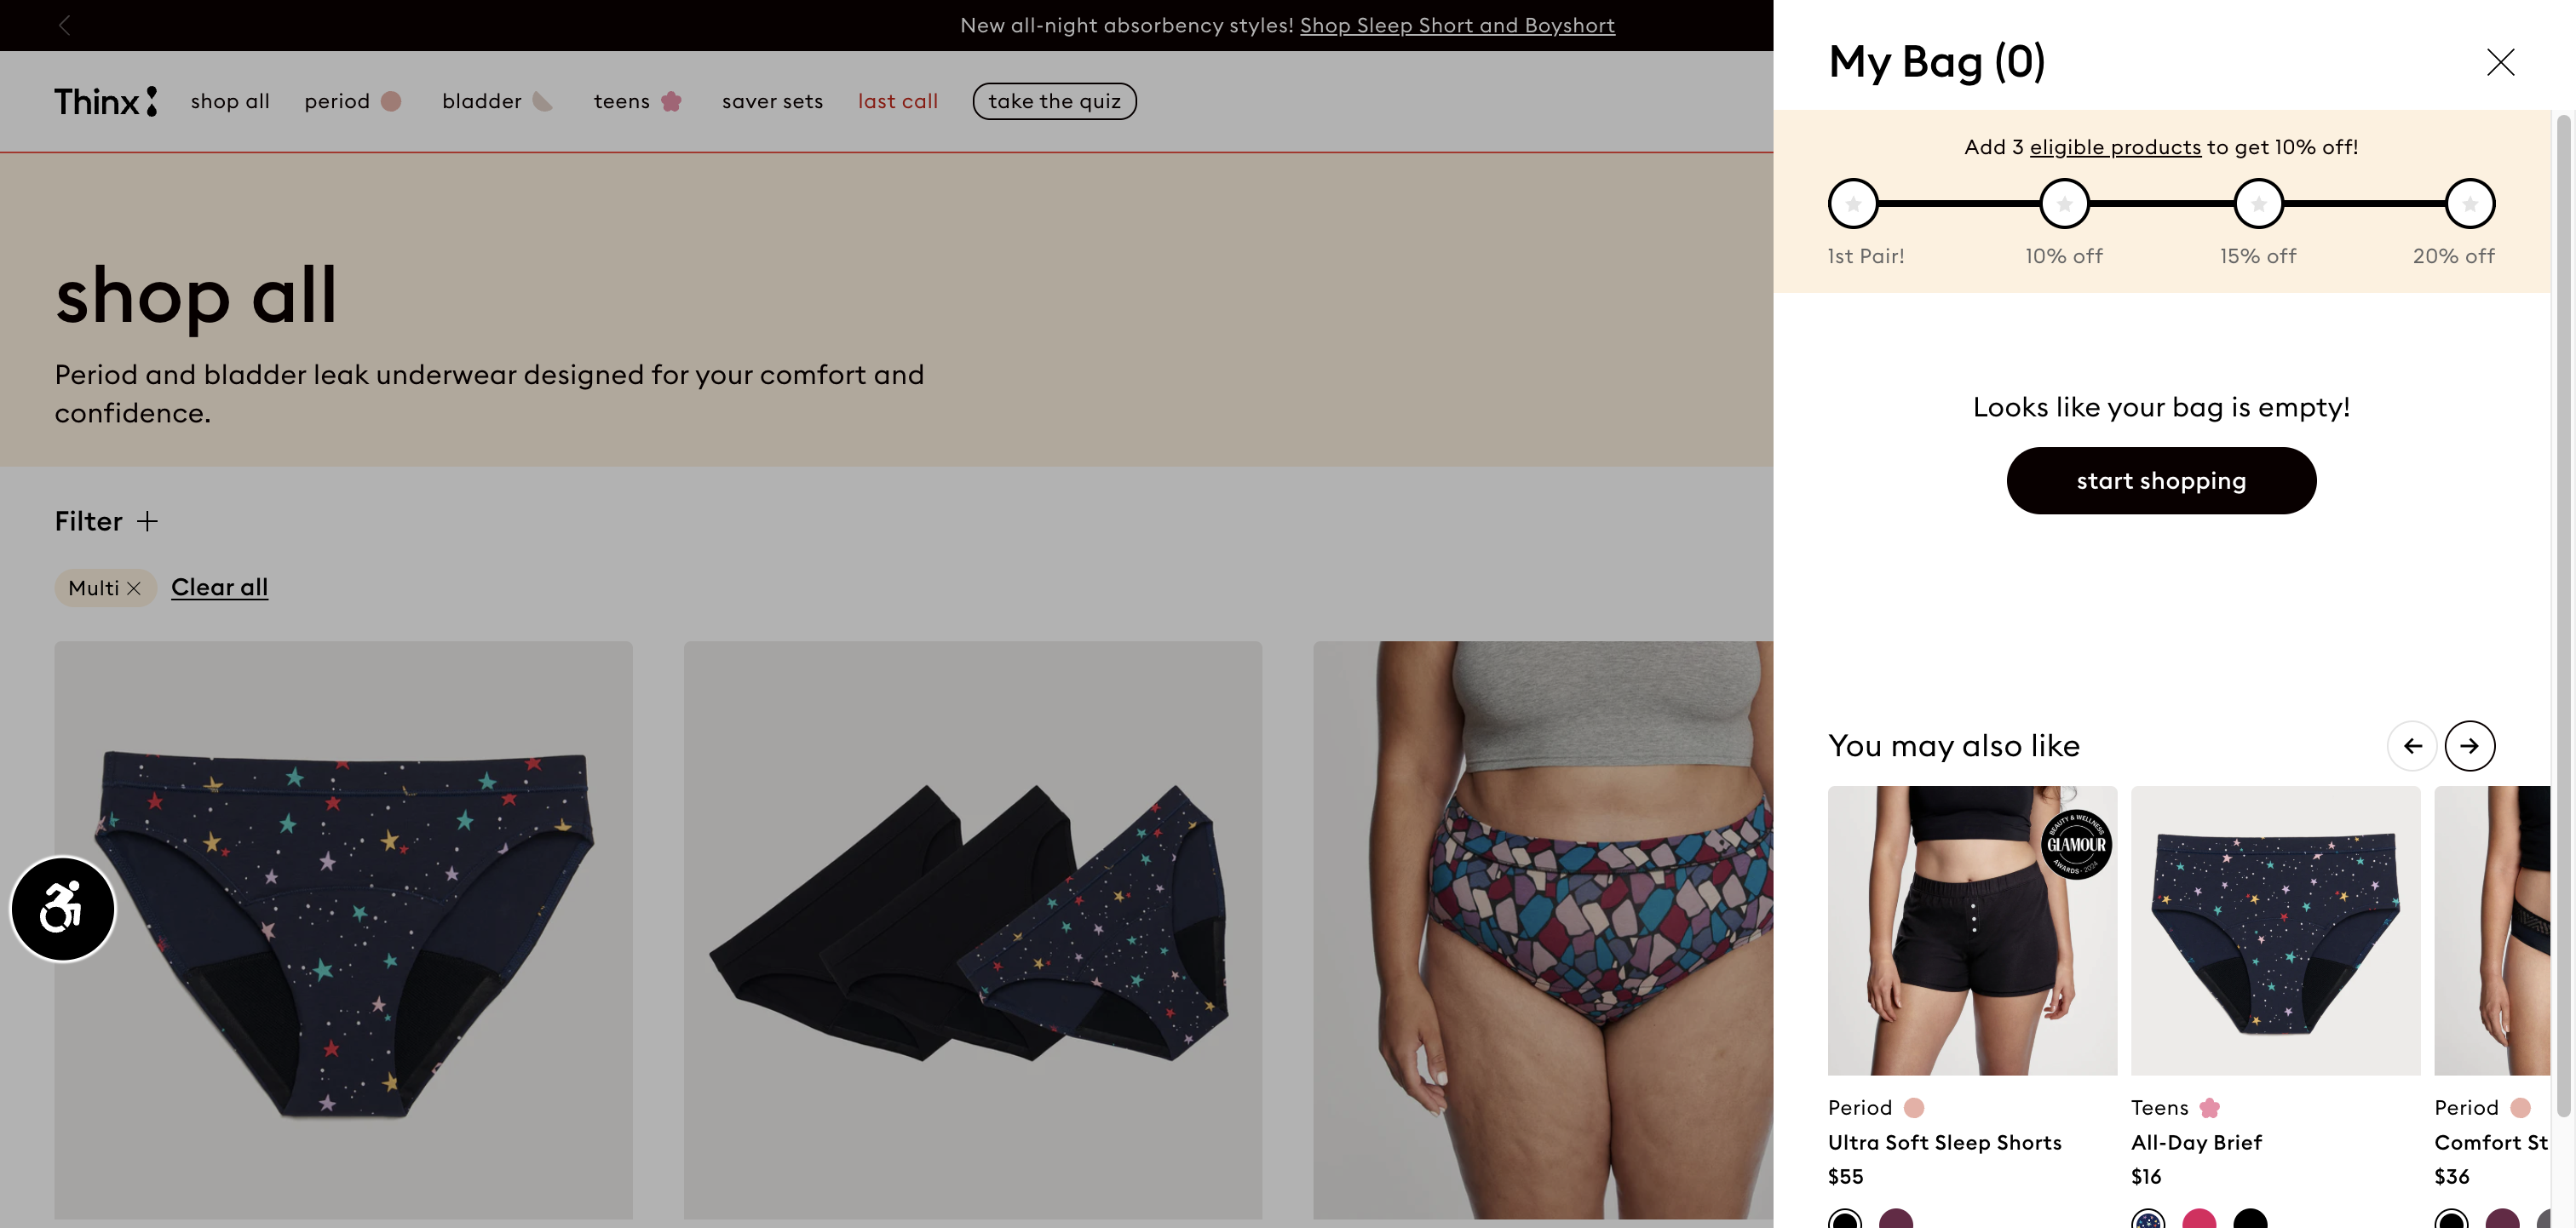 New all-night absorbency styles! Shop Sleep Short and Boyshort
Thinx
shop all
period
bladder
teens
saver sets
last call
take the quiz
shop all
Period and bladder leak underwear designed for your comfort and
confidence.
Filter
Multi
Clear all
My Bag (0)
Add 3 eligible products to get 10% off!
1st Pair!
10% off
15% off
20% off
Looks like your bag is empty!
start shopping
You may also like
BEAUTY & WELLNESS
GLAMOUR
AWARDS • 2024
Period
Ultra Soft Sleep Shorts
$55
Teens
All-Day Brief
$16
Period
Comfort St
$36